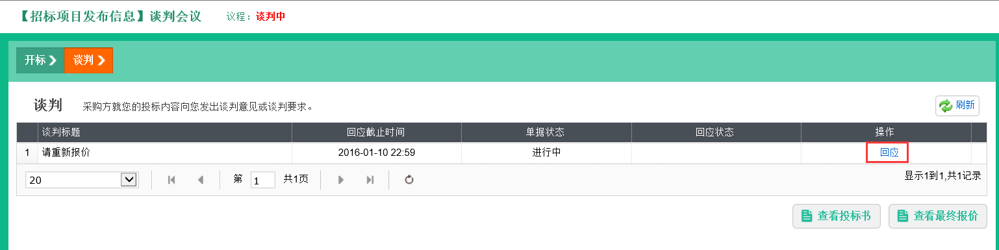 【招标项目发布信息】谈判会议 议程：谈判中
开标 谈判
谈判 采购方就您的投标内容向您发出谈判意见或谈判要求。 刷新
谈判标题 回应截止时间 单据状态 回应状态 操作
1 请重新报价 2016-01-10 22:59 进行中 回应
20 第 1 共1页 显示1到1,共1记录
查看投标书 查看最终报价